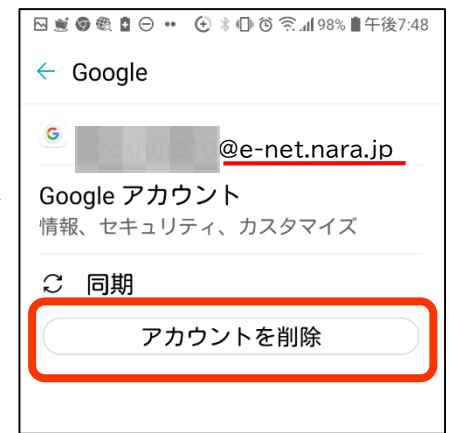 98% 午後7:48
← Google
@e-net.nara.jp
Google アカウント
情報、セキュリティ、カスタマイズ
同期
アカウントを削除